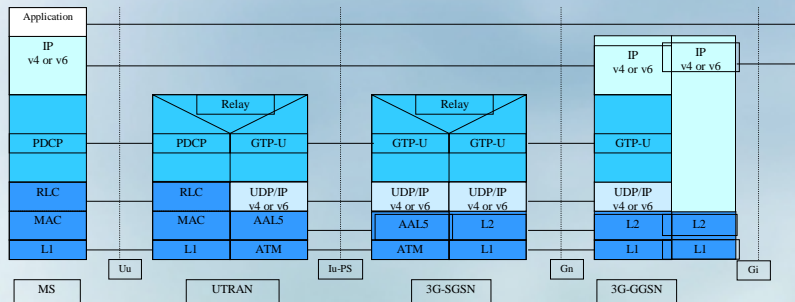 Application
IP
v4 or v6
IP
v4 or v6
IP
v4 or v6
Relay
Relay
PDCP
PDCP
GTP-U
GTP-U
GTP-U
GTP-U
RLC
RLC
UDP/IP
v4 or v6
UDP/IP
v4 or v6
UDP/IP
v4 or v6
UDP/IP
v4 or v6
MAC
MAC
AAL5
AAL5
L2
L2
L2
L1
L1
ATM
ATM
L1
L1
L1
Uu
Iu-PS
Gn
Gi
MS
UTRAN
3G-SGSN
3G-GGSN